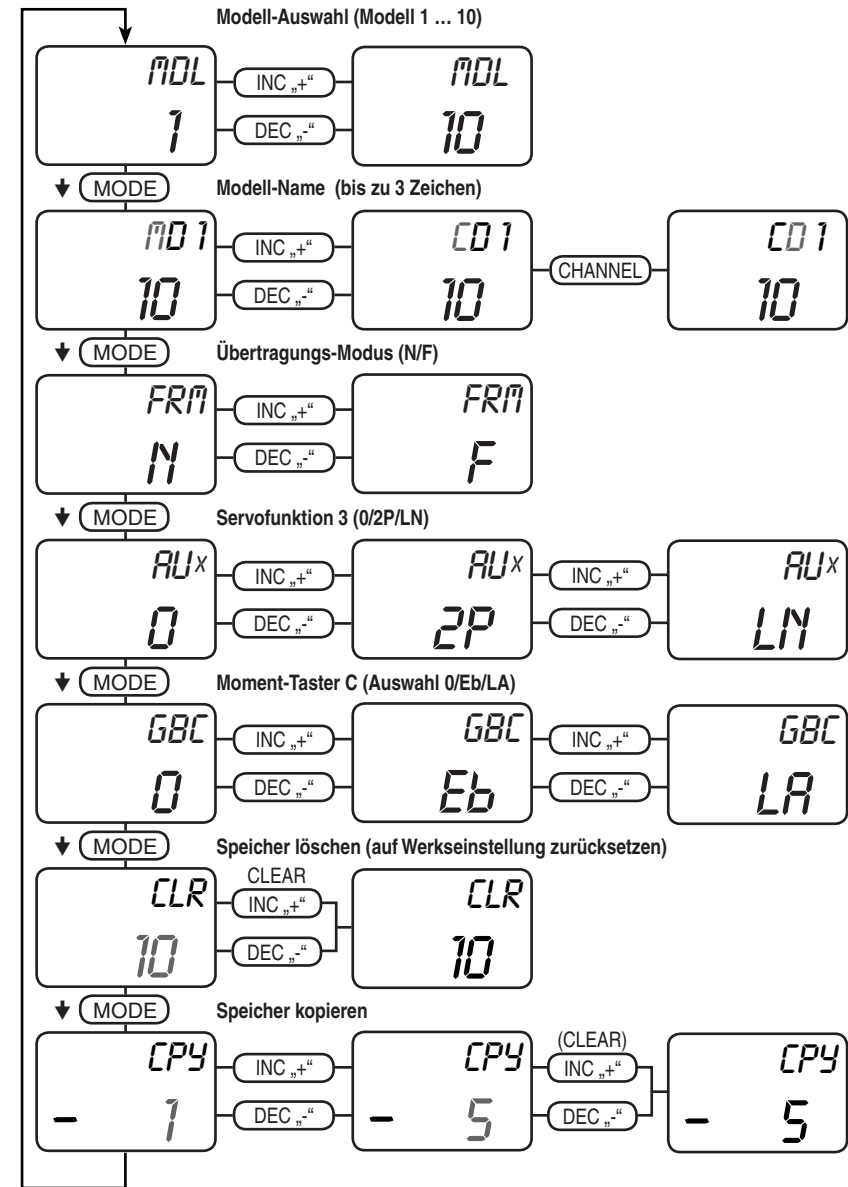 Modell-Auswahl (Modell 1 … 10)
MDL INC „+“ MDL
1 DEC „-“ 10
MODE Modell-Name (bis zu 3 Zeichen)
MD1 INC „+“ CD1 CHANNEL CD1
10 DEC „-“ 10 10
MODE Übertragungs-Modus (N/F)
FRM INC „+“ FRM
N DEC „-“ F
MODE Servofunktion 3 (0/2P/LN)
AUX INC „+“ AUX INC „+“ AUX
0 DEC „-“ 2P DEC „-“ LN
MODE Moment-Taster C (Auswahl 0/Eb/LA)
GBC INC „+“ GBC INC „+“ GBC
0 DEC „-“ Eb DEC „-“ LA
MODE Speicher löschen (auf Werkseinstellung zurücksetzen)
CLEAR
CLR INC „+“ CLR
10 DEC „-“ 10
MODE Speicher kopieren
(CLEAR)
CPY INC „+“ CPY INC „+“ CPY
- 1 DEC „-“ - 5 DEC „-“ - 5